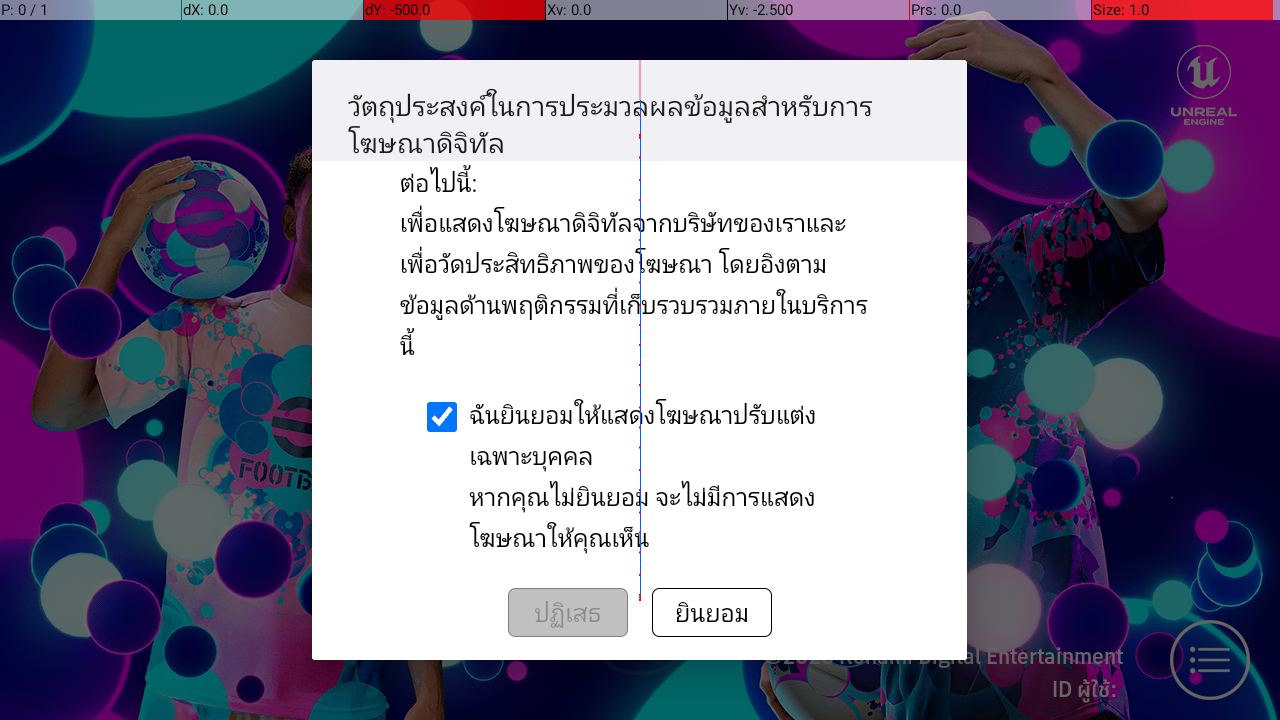 P: 0 / 1
dX: 0.0
dY: -500.0
Xv: 0.0
Yv: -2.500
Prs: 0.0
Size: 1.0
UNREAL
ENGINE
วัตถุประสงค์ในการประมวลผลข้อมูลสำหรับการ
โฆษณาดิจิทัล
ต่อไปนี้:
เพื่อแสดงโฆษณาดิจิทัลจากบริษัทของเราและ
เพื่อวัดประสิทธิภาพของโฆษณา โดยอิงตาม
ข้อมูลด้านพฤติกรรมที่เก็บรวบรวมภายในบริการ
นี้
ฉันยินยอมให้แสดงโฆษณาปรับแต่ง
เฉพาะบุคคล
หากคุณไม่ยินยอม จะไม่มีการแสดง
โฆษณาให้คุณเห็น
ปฏิเสธ
ยินยอม
Konami Digital Entertainment
ID ผู้ใช้: